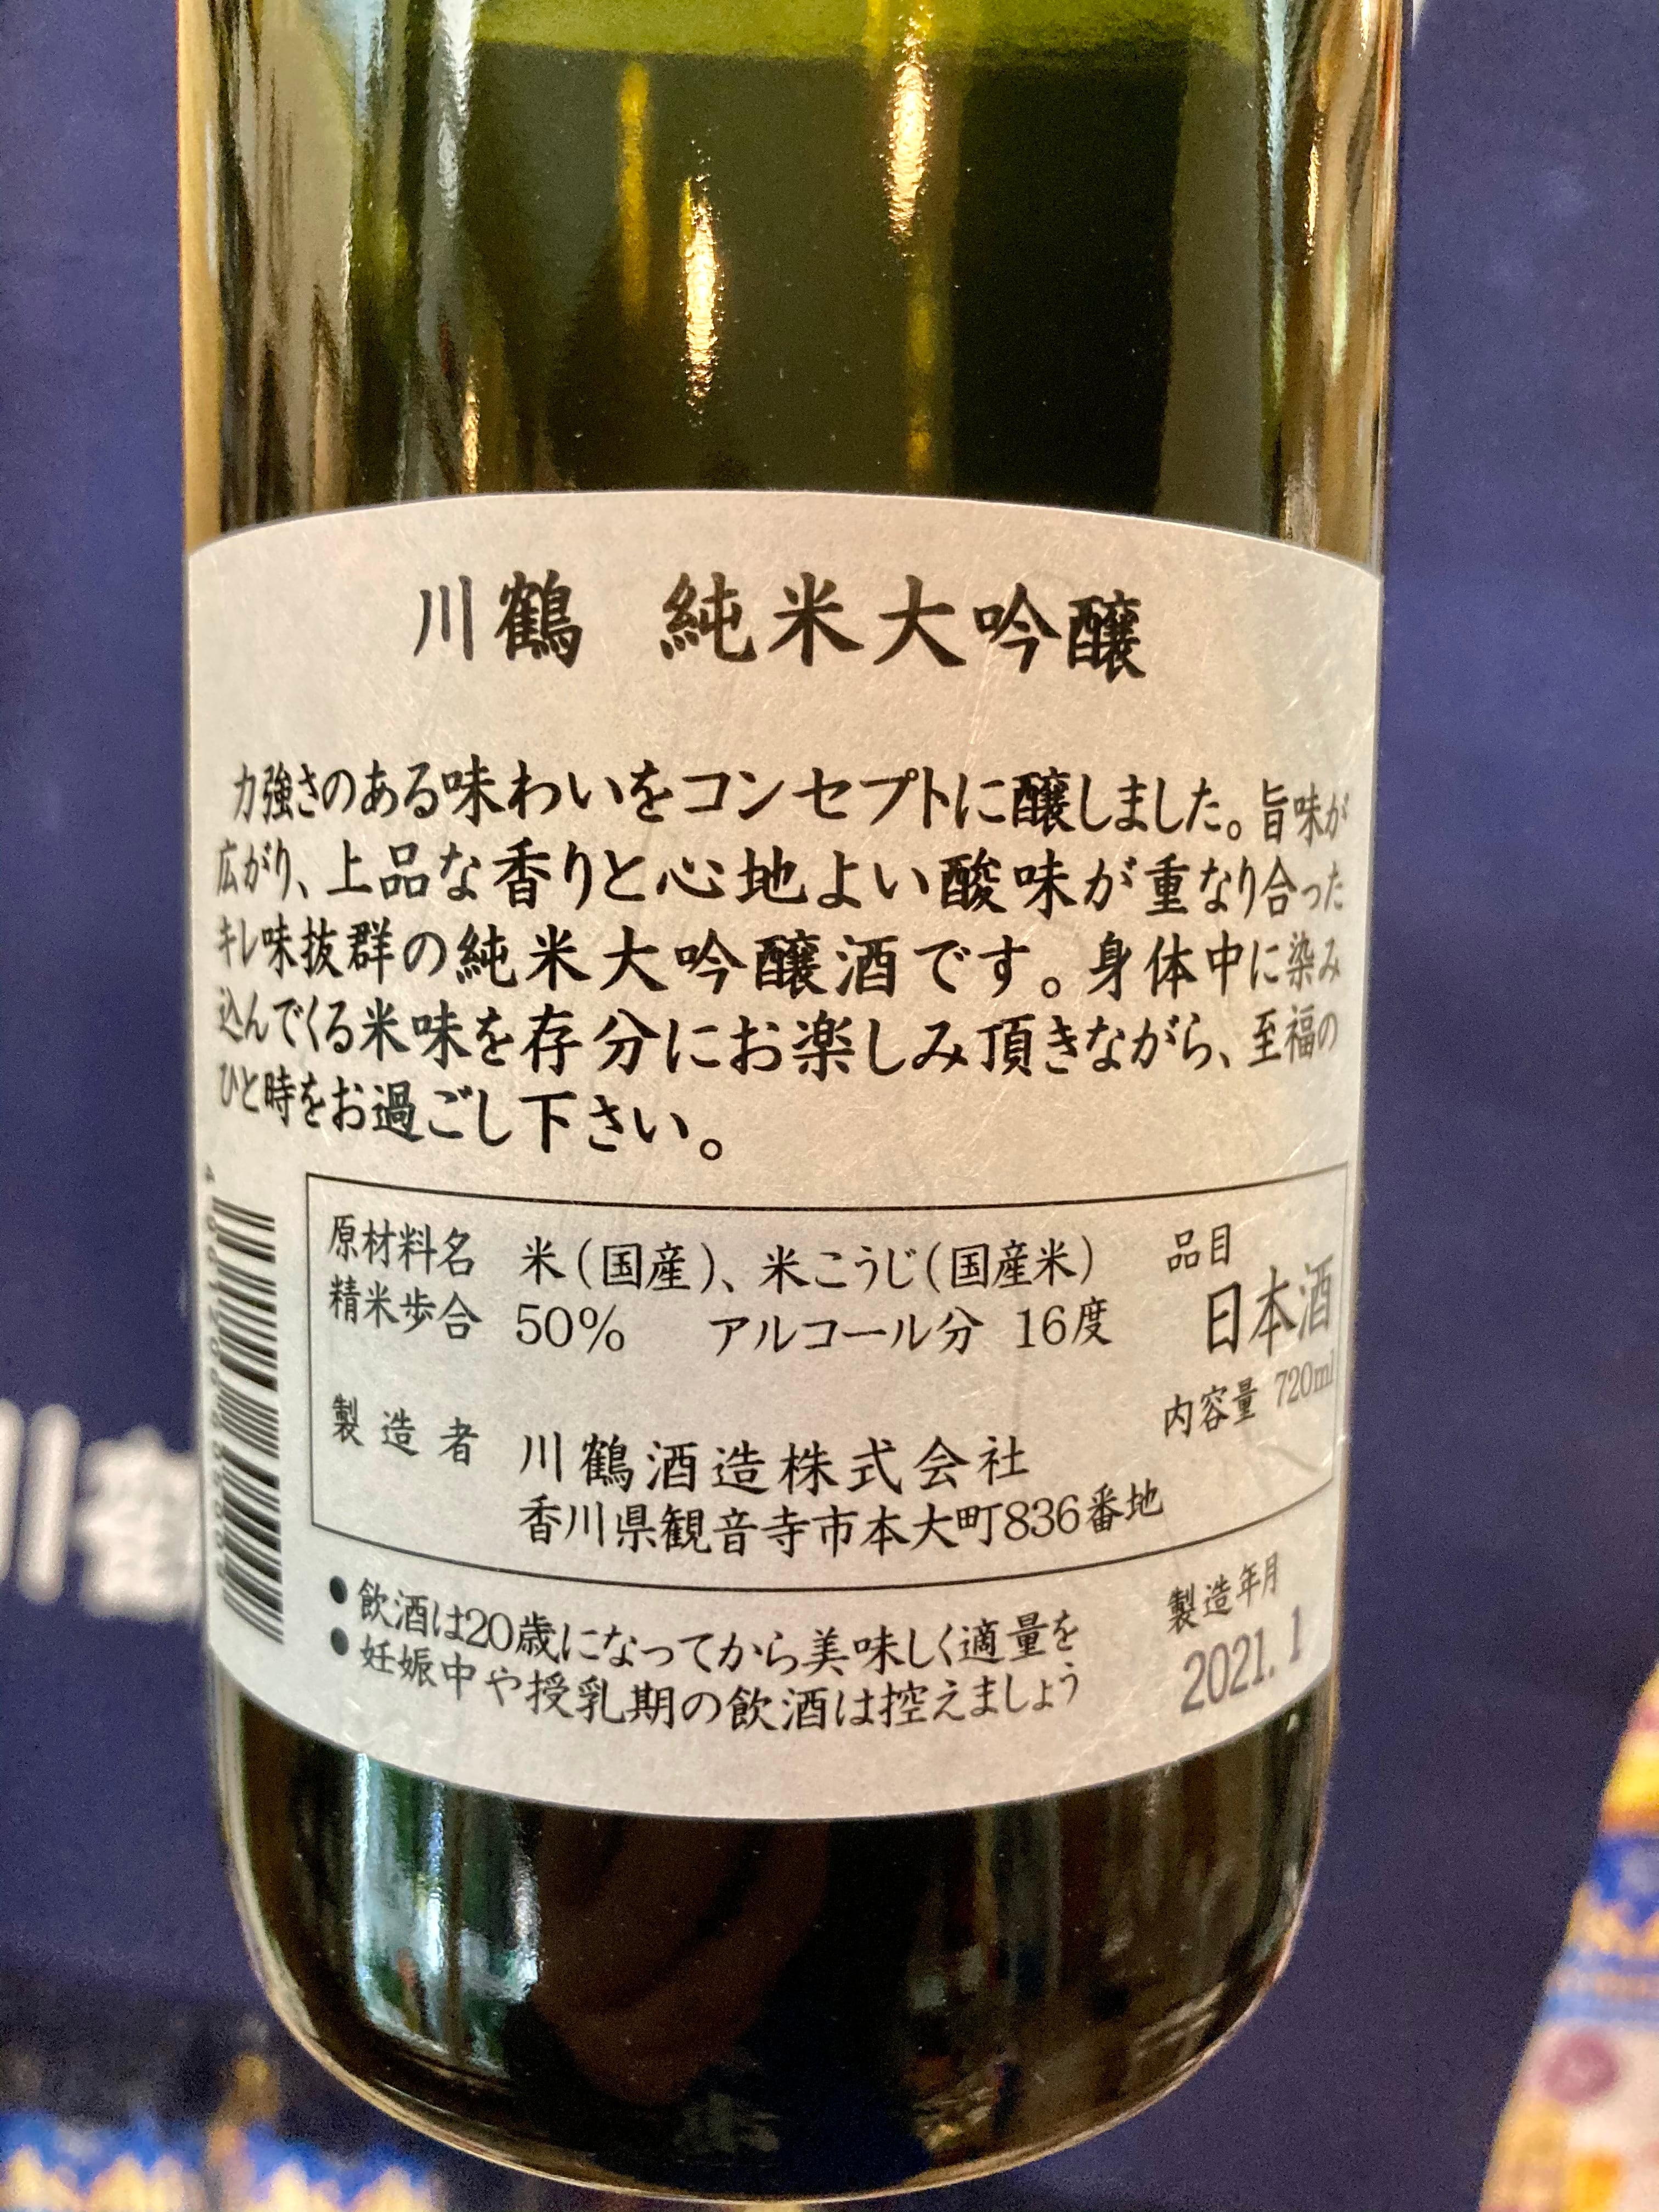 川鶴 純米大吟醸
力強さのある味わいをコンセプトに醸しました。旨味が
広がり、上品な香りと心地よい酸味が重なり合った
キレ味抜群の純米大吟醸酒です。身体中に染み
込んでくる米味を存分にお楽しみ頂きながら、至福の
ひと時をお過ごし下さい。
原材料名 米（国産）、米こうじ（国産米） 品目
精米歩合 50% アルコール分 16度 日本酒
内容量 720ml
製造者 川鶴酒造株式会社
香川県観音寺市本大町836番地
●飲酒は20歳になってから美味しく適量を
●妊娠中や授乳期の飲酒は控えましょう
製造年月
2021.1
川鶴